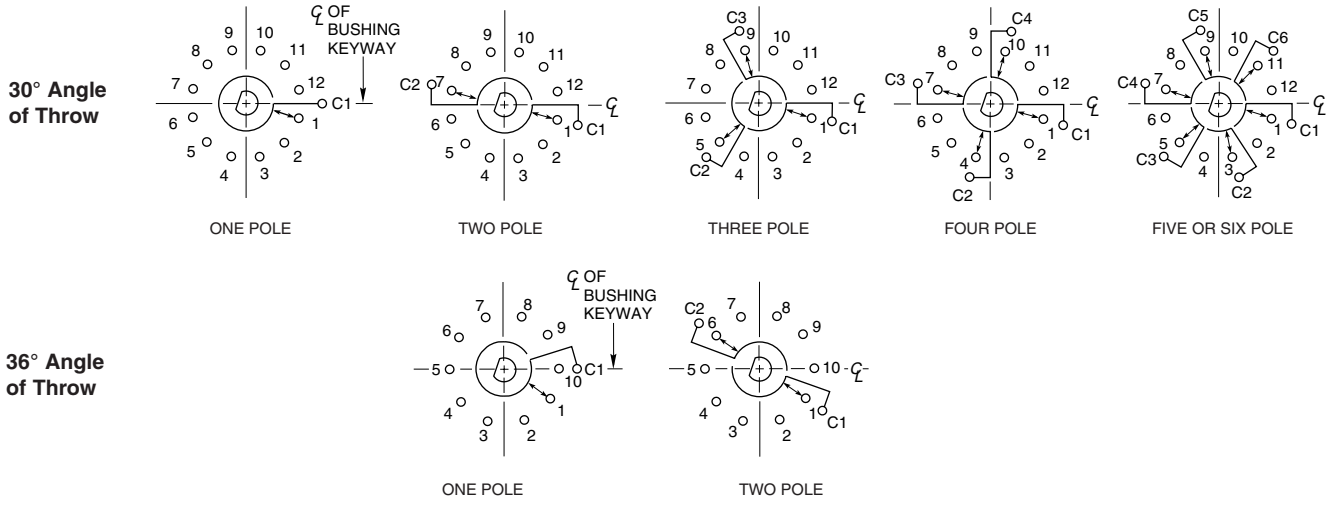 30° Angle
of Throw
℄ OF
BUSHING
KEYWAY
9 10
8 11
7 12
C1
6 1
5 2
4 3
ONE POLE
9 10
8 11
C2 7 12
℄
6 1 C1
5 2
4 3
TWO POLE
C3
9 10
8 11
7 12
℄
6 1 C1
5 2
C2 4 3
THREE POLE
C4
9 10
8 11
C3 7 12
℄
6 1 C1
5 2
4 3
C2
FOUR POLE
C5
9 10 C6
8 11
C4 7 12
℄
6 1 C1
5 2
C3 4 3
C2
FIVE OR SIX POLE
36° Angle
of Throw
℄ OF
BUSHING
KEYWAY
7 8
6 9
5 10 C1
4 1
3 2
ONE POLE
C2 7 8
6 9
5 10 ℄
4 1 C1
3 2
TWO POLE